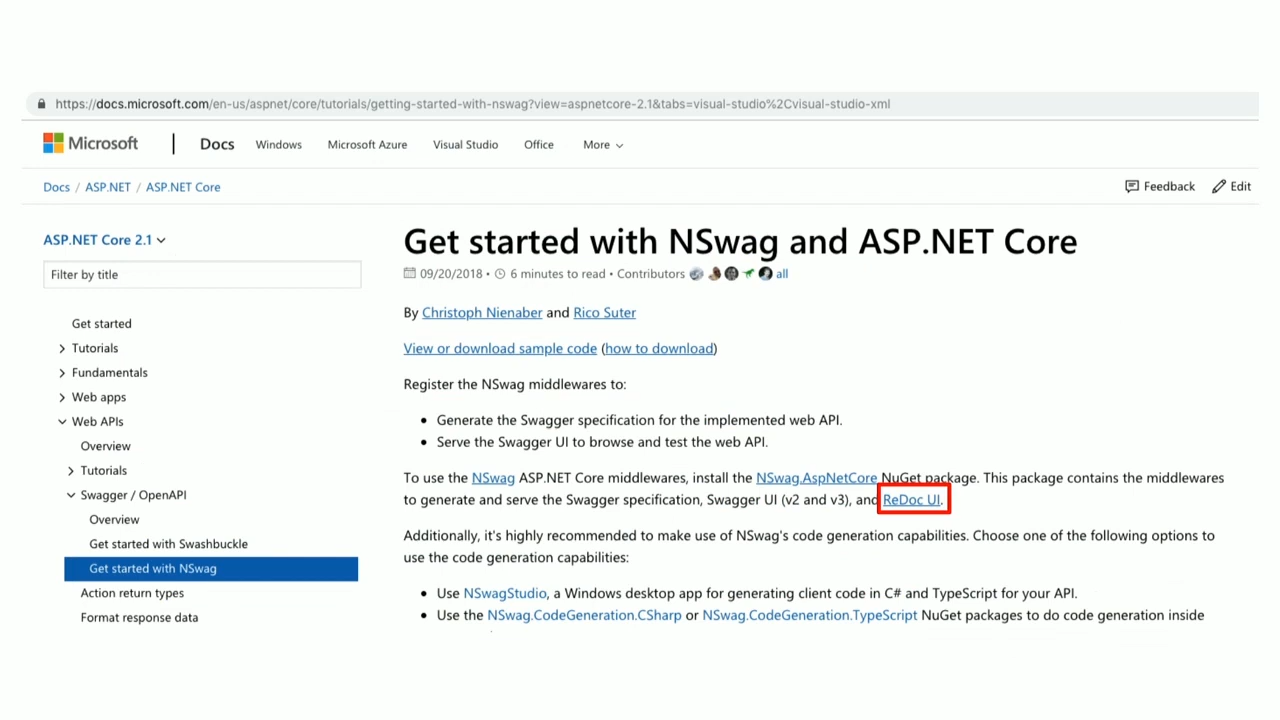 https://docs.microsoft.com/en-us/aspnet/core/tutorials/getting-started-with-nswag?view=aspnetcore-2.1&tabs=visual-studio%2Cvisual-studio-xml
Microsoft | Docs Windows Microsoft Azure Visual Studio Office More
Docs / ASP.NET / ASP.NET Core
Feedback Edit
ASP.NET Core 2.1
Filter by title
Get started
Tutorials
Fundamentals
Web apps
Web APIs
Overview
Tutorials
Swagger / OpenAPI
Overview
Get started with Swashbuckle
Get started with NSwag
Action return types
Format response data
Get started with NSwag and ASP.NET Core
09/20/2018 • 6 minutes to read • Contributors all
By Christoph Nienaber and Rico Suter
View or download sample code (how to download)
Register the NSwag middlewares to:
• Generate the Swagger specification for the implemented web API.
• Serve the Swagger UI to browse and test the web API.
To use the NSwag ASP.NET Core middlewares, install the NSwag.AspNetCore NuGet package. This package contains the middlewares
to generate and serve the Swagger specification, Swagger UI (v2 and v3), and ReDoc UI.
Additionally, it's highly recommended to make use of NSwag's code generation capabilities. Choose one of the following options to
use the code generation capabilities:
• Use NSwagStudio, a Windows desktop app for generating client code in C# and TypeScript for your API.
• Use the NSwag.CodeGeneration.CSharp or NSwag.CodeGeneration.TypeScript NuGet packages to do code generation inside